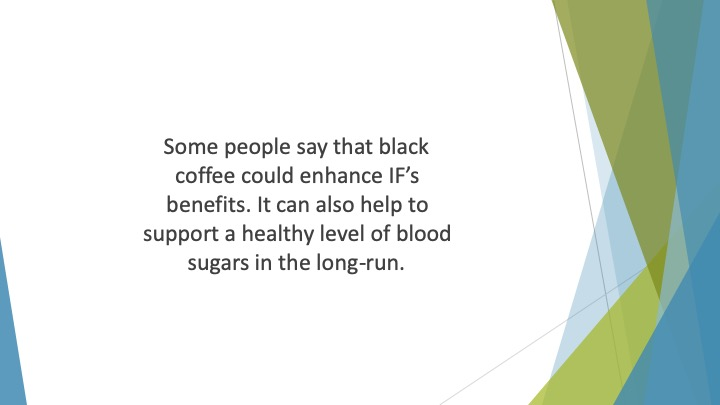 Some people say that black
coffee could enhance IF’s
benefits. It can also help to
support a healthy level of blood
sugars in the long-run.